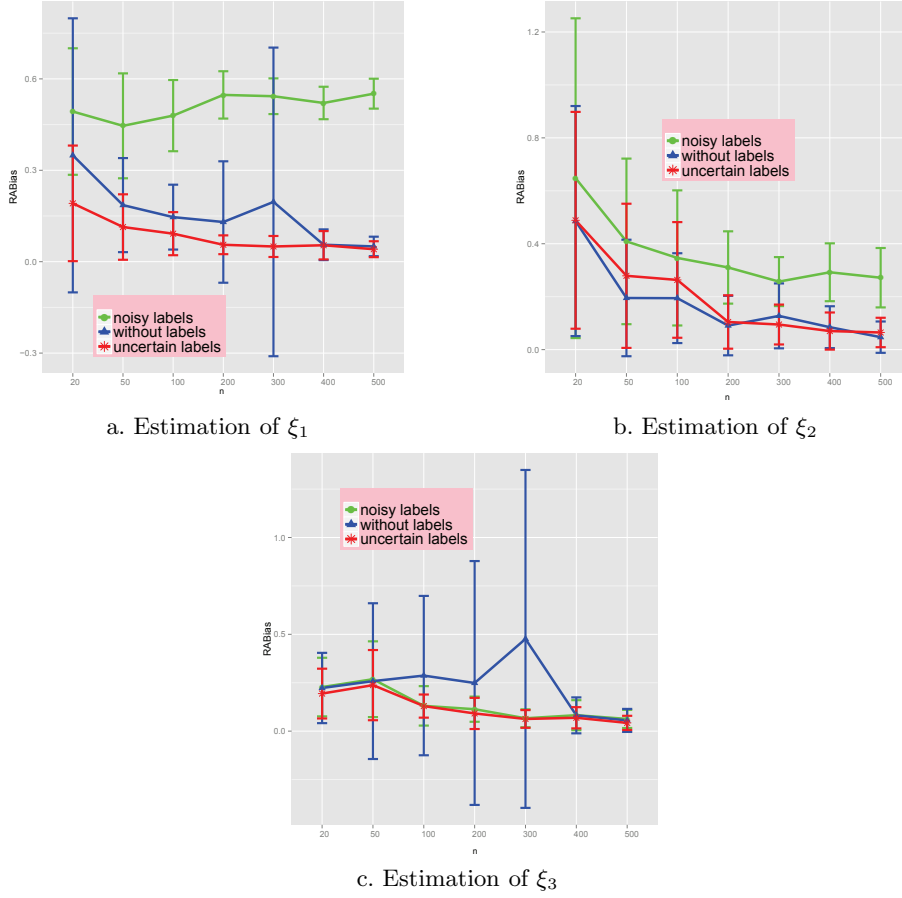 RABias
0.6
0.3
0.0
−0.3
noisy labels
without labels
uncertain labels
20 50 100 200 300 400 500
n
a. Estimation of ξ1
RABias
1.2
0.8
0.4
0.0
noisy labels
without labels
uncertain labels
20 50 100 200 300 400 500
n
b. Estimation of ξ2
RABias
1.0
0.5
0.0
noisy labels
without labels
uncertain labels
20 50 100 200 300 400 500
n
c. Estimation of ξ3